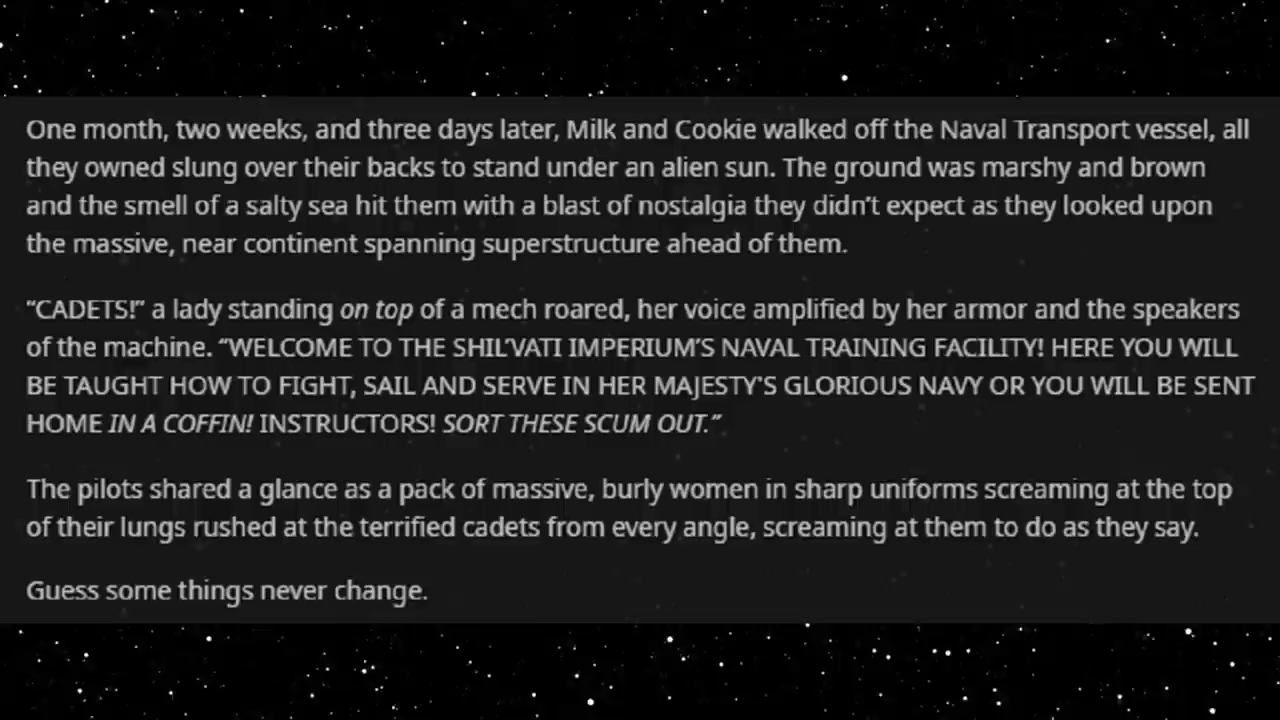 One month, two weeks, and three days later, Milk and Cookie walked off the Naval Transport vessel, all
they owned slung over their backs to stand under an alien sun. The ground was marshy and brown
and the smell of a salty sea hit them with a blast of nostalgia they didn’t expect as they looked upon
the massive, near continent spanning superstructure ahead of them.
“CADETS!” a lady standing on top of a mech roared, her voice amplified by her armor and the speakers
of the machine. “WELCOME TO THE SHIL’VATI IMPERIUM’S NAVAL TRAINING FACILITY! HERE YOU WILL
BE TAUGHT HOW TO FIGHT, SAIL AND SERVE IN HER MAJESTY’S GLORIOUS NAVY OR YOU WILL BE SENT
HOME IN A COFFIN! INSTRUCTORS! SORT THESE SCUM OUT.”
The pilots shared a glance as a pack of massive, burly women in sharp uniforms screaming at the top
of their lungs rushed at the terrified cadets from every angle, screaming at them to do as they say.
Guess some things never change.